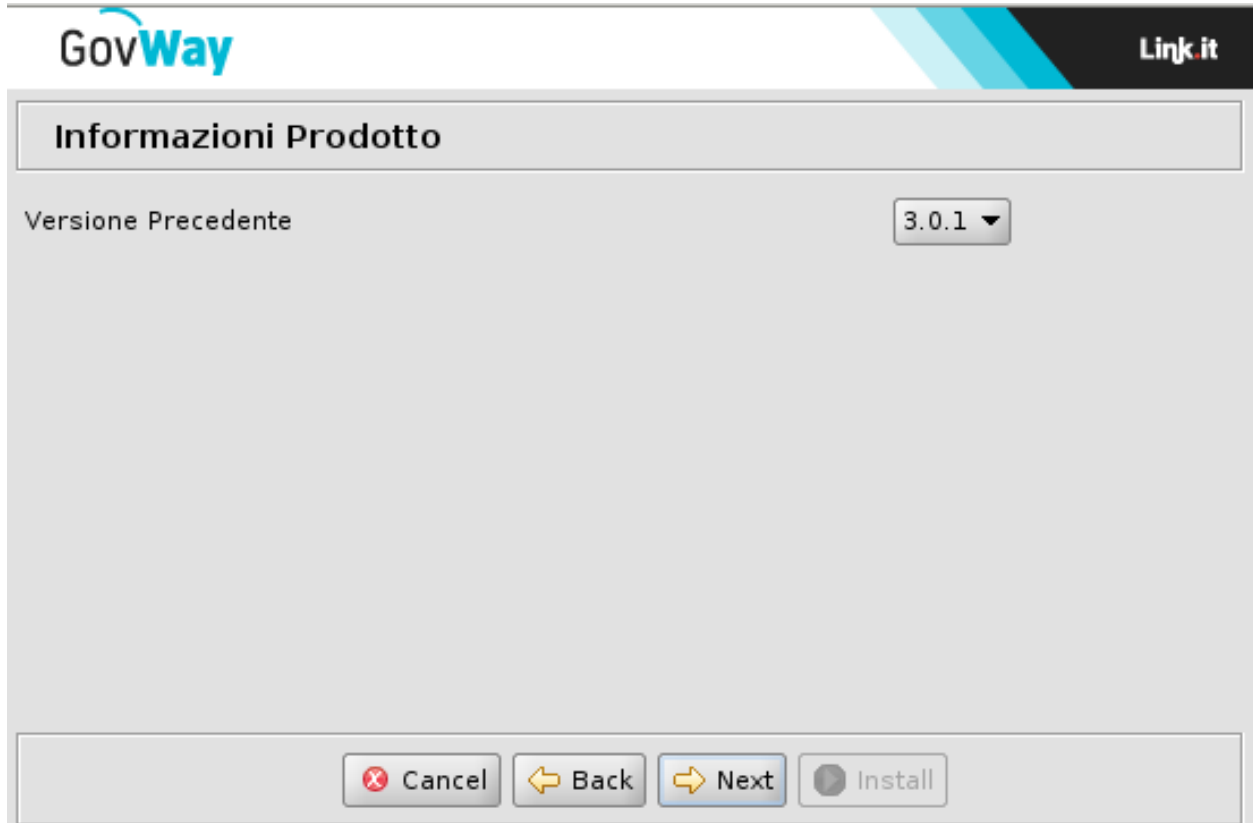 GovWay
Link.it
Informazioni Prodotto
Versione Precedente
3.0.1
Cancel
Back
Next
Install